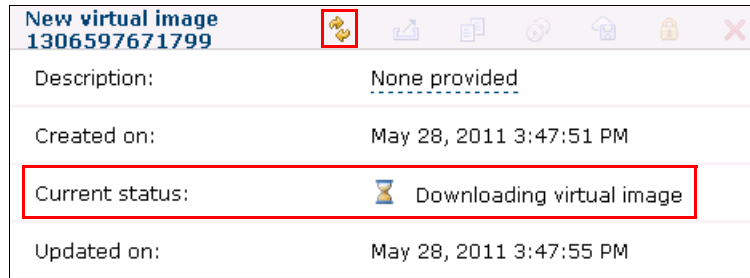 New virtual image
1306597671799
Description: None provided
Created on: May 28, 2011 3:47:51 PM
Current status: Downloading virtual image
Updated on: May 28, 2011 3:47:55 PM